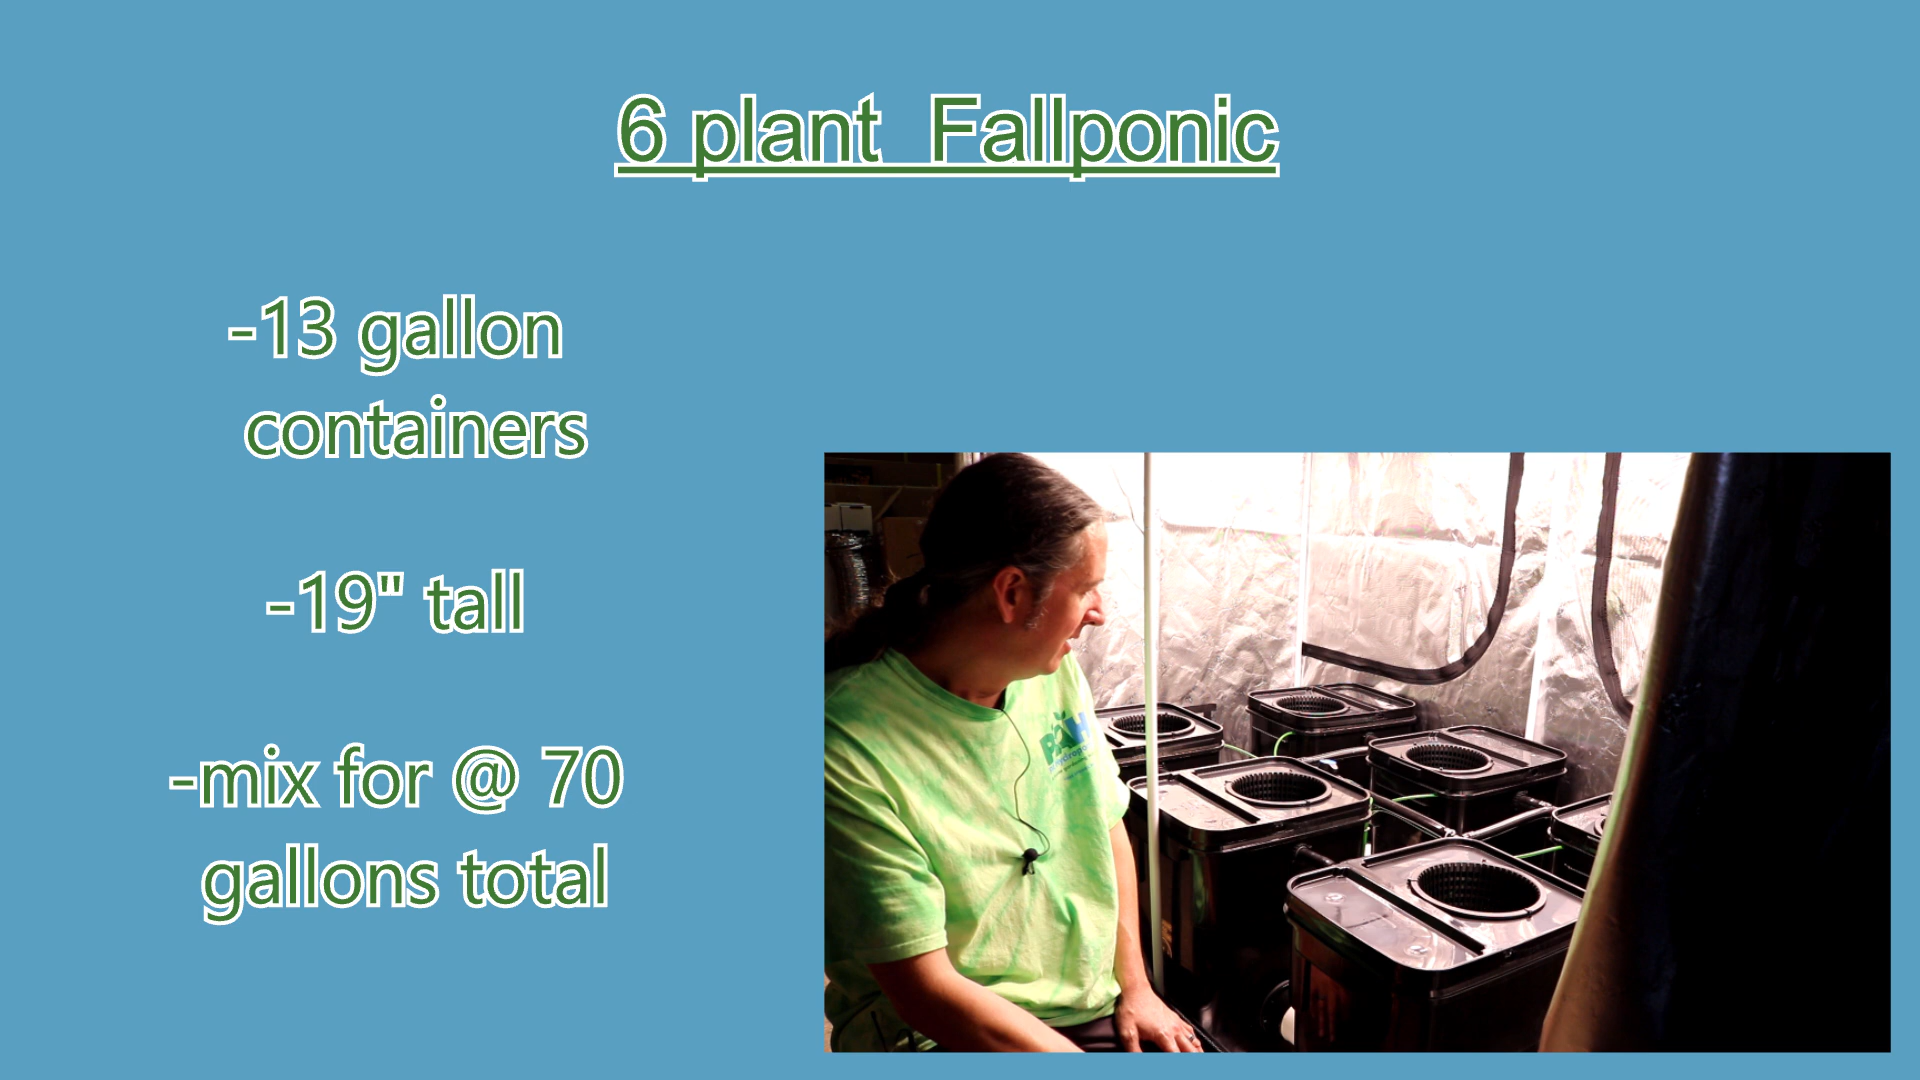 6 plant  Fallponic
-13 gallon
containers
-19" tall
-mix for @ 70
gallons total